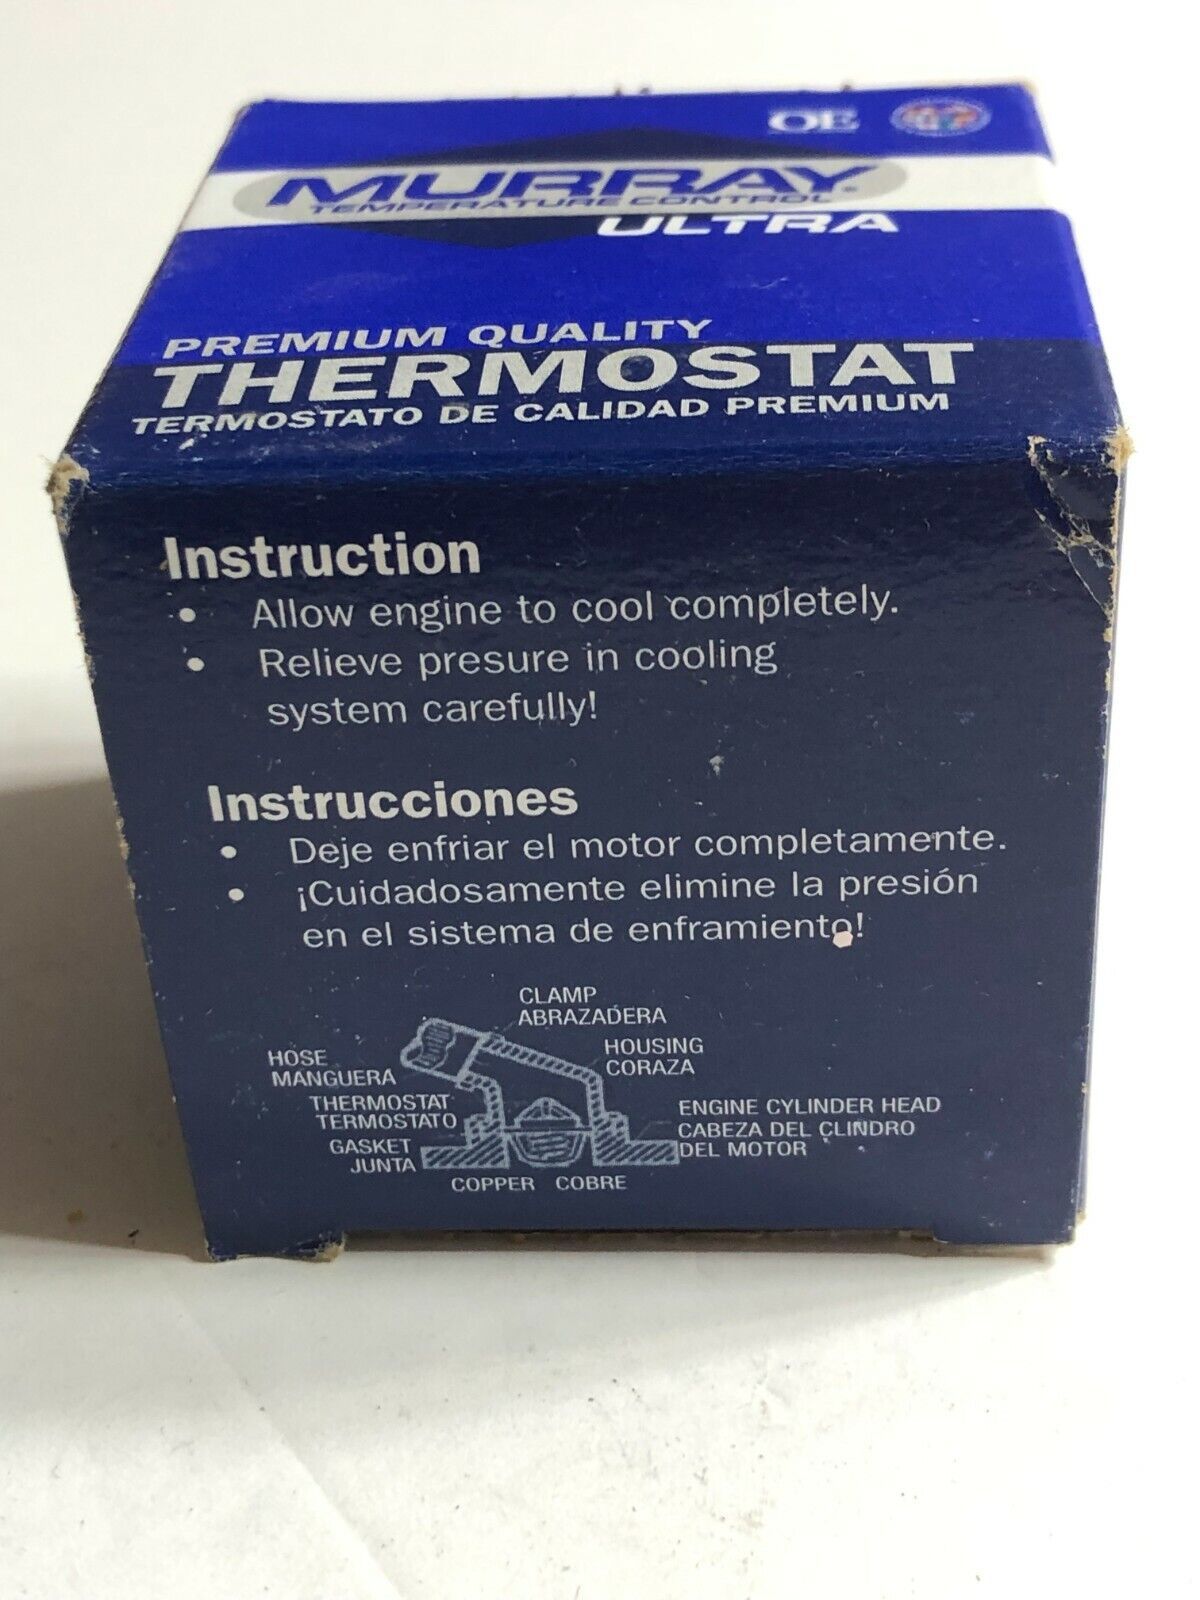 OE
MURRAY®
TEMPERATURE CONTROL
ULTRA
PREMIUM QUALITY
THERMOSTAT
TERMOSTATO DE CALIDAD PREMIUM
Instruction
• Allow engine to cool completely.
• Relieve presure in cooling
system carefully!
Instrucciones
• Deje enfriar el motor completamente.
• ¡Cuidadosamente elimine la presión
en el sistema de enframiento!
CLAMP
ABRAZADERA
HOUSING
CORAZA
HOSE
MANGUERA
THERMOSTAT
TERMOSTATO
GASKET
JUNTA
ENGINE CYLINDER HEAD
CABEZA DEL CLINDRO
DEL MOTOR
COPPER COBRE